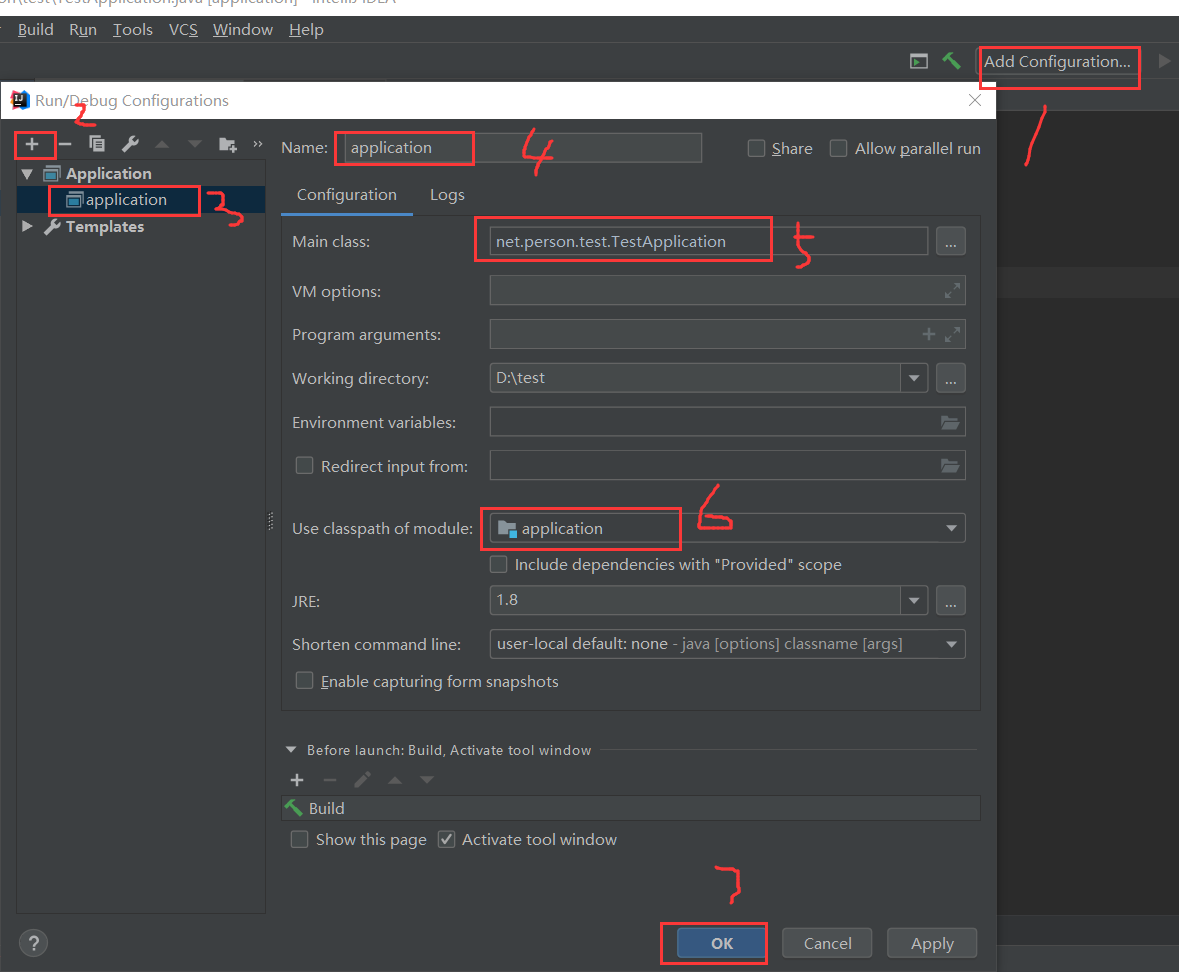 Build Run Tools VCS Window Help
Add Configuration...
1
Run/Debug Configurations
2
Name: application
4
Share
Allow parallel run
Application
application
3
Templates
Configuration Logs
Main class: net.person.test.TestApplication ...
5
VM options:
Program arguments:
Working directory: D:\test ...
Environment variables:
Redirect input from:
Use classpath of module: application
6
Include dependencies with "Provided" scope
JRE: 1.8 ...
Shorten command line: user-local default: none - java [options] classname [args]
Enable capturing form snapshots
Before launch: Build, Activate tool window
Build
Show this page Activate tool window
7
? OK Cancel Apply